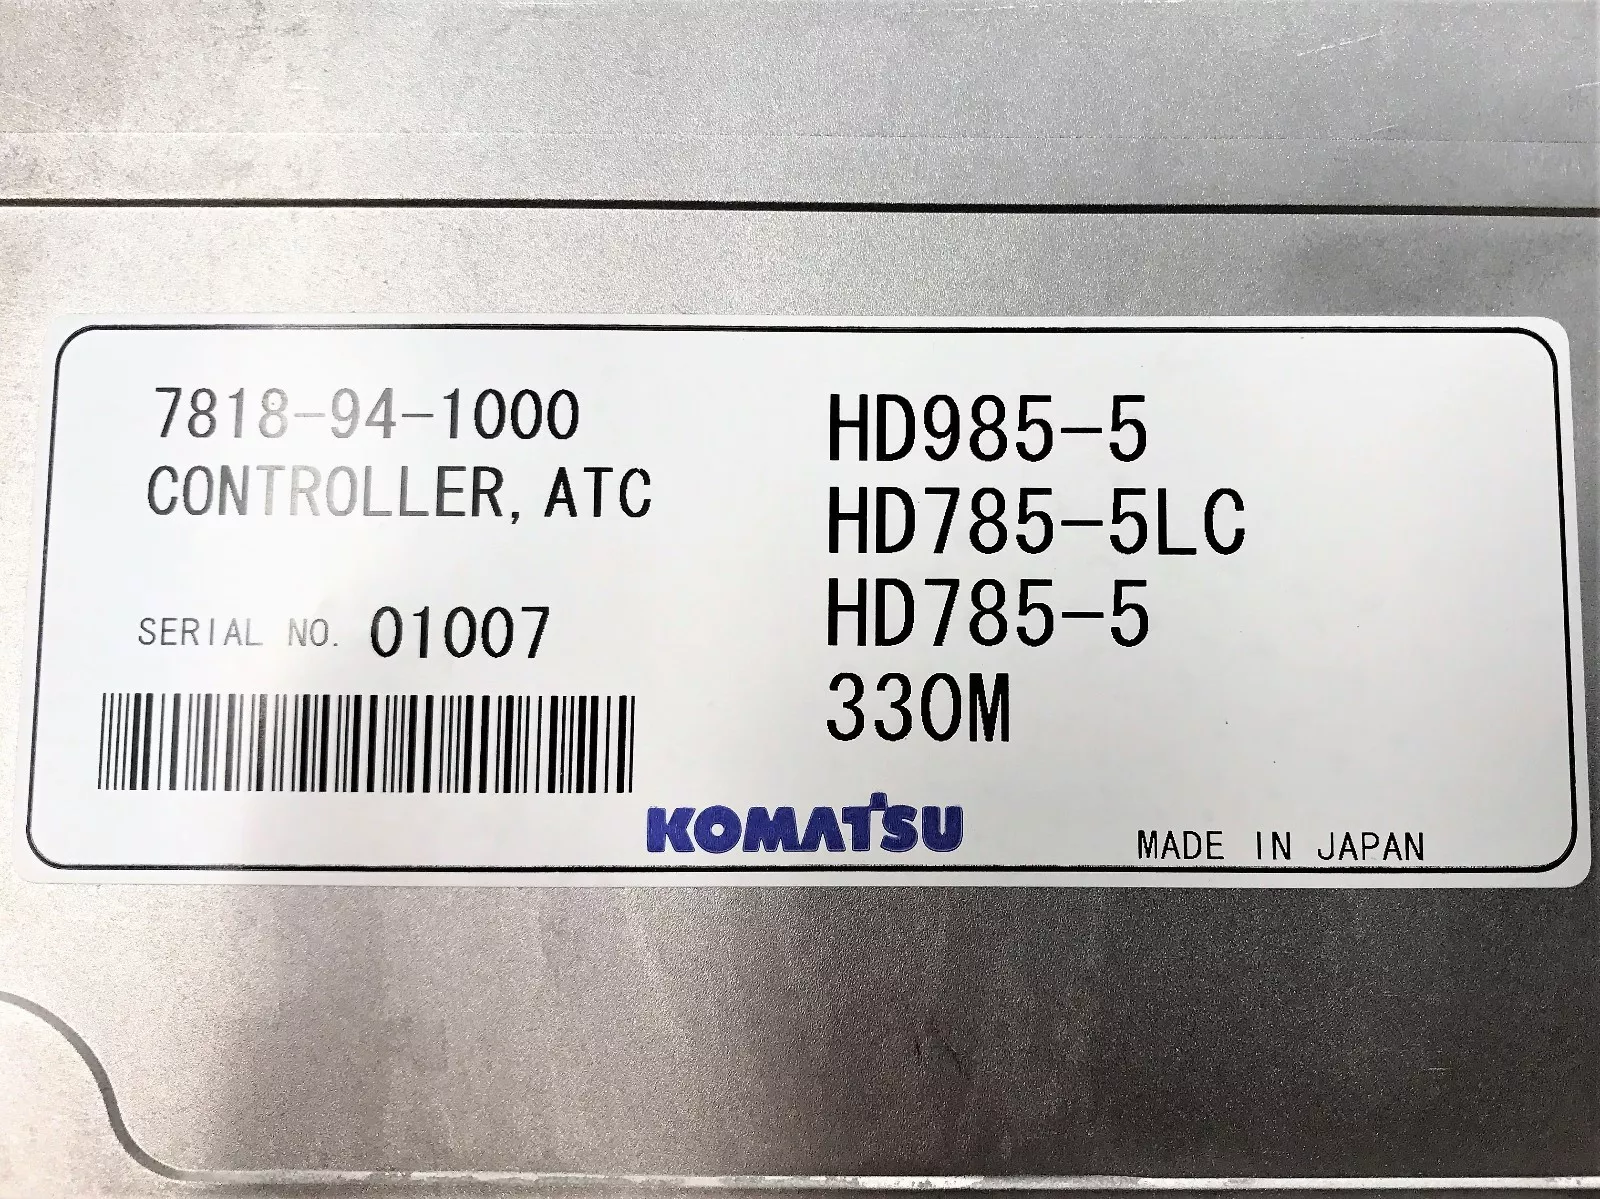 7818-94-1000
CONTROLLER, ATC
SERIAL NO. 01007
HD985-5
HD785-5LC
HD785-5
330M
KOMATSU
MADE IN JAPAN